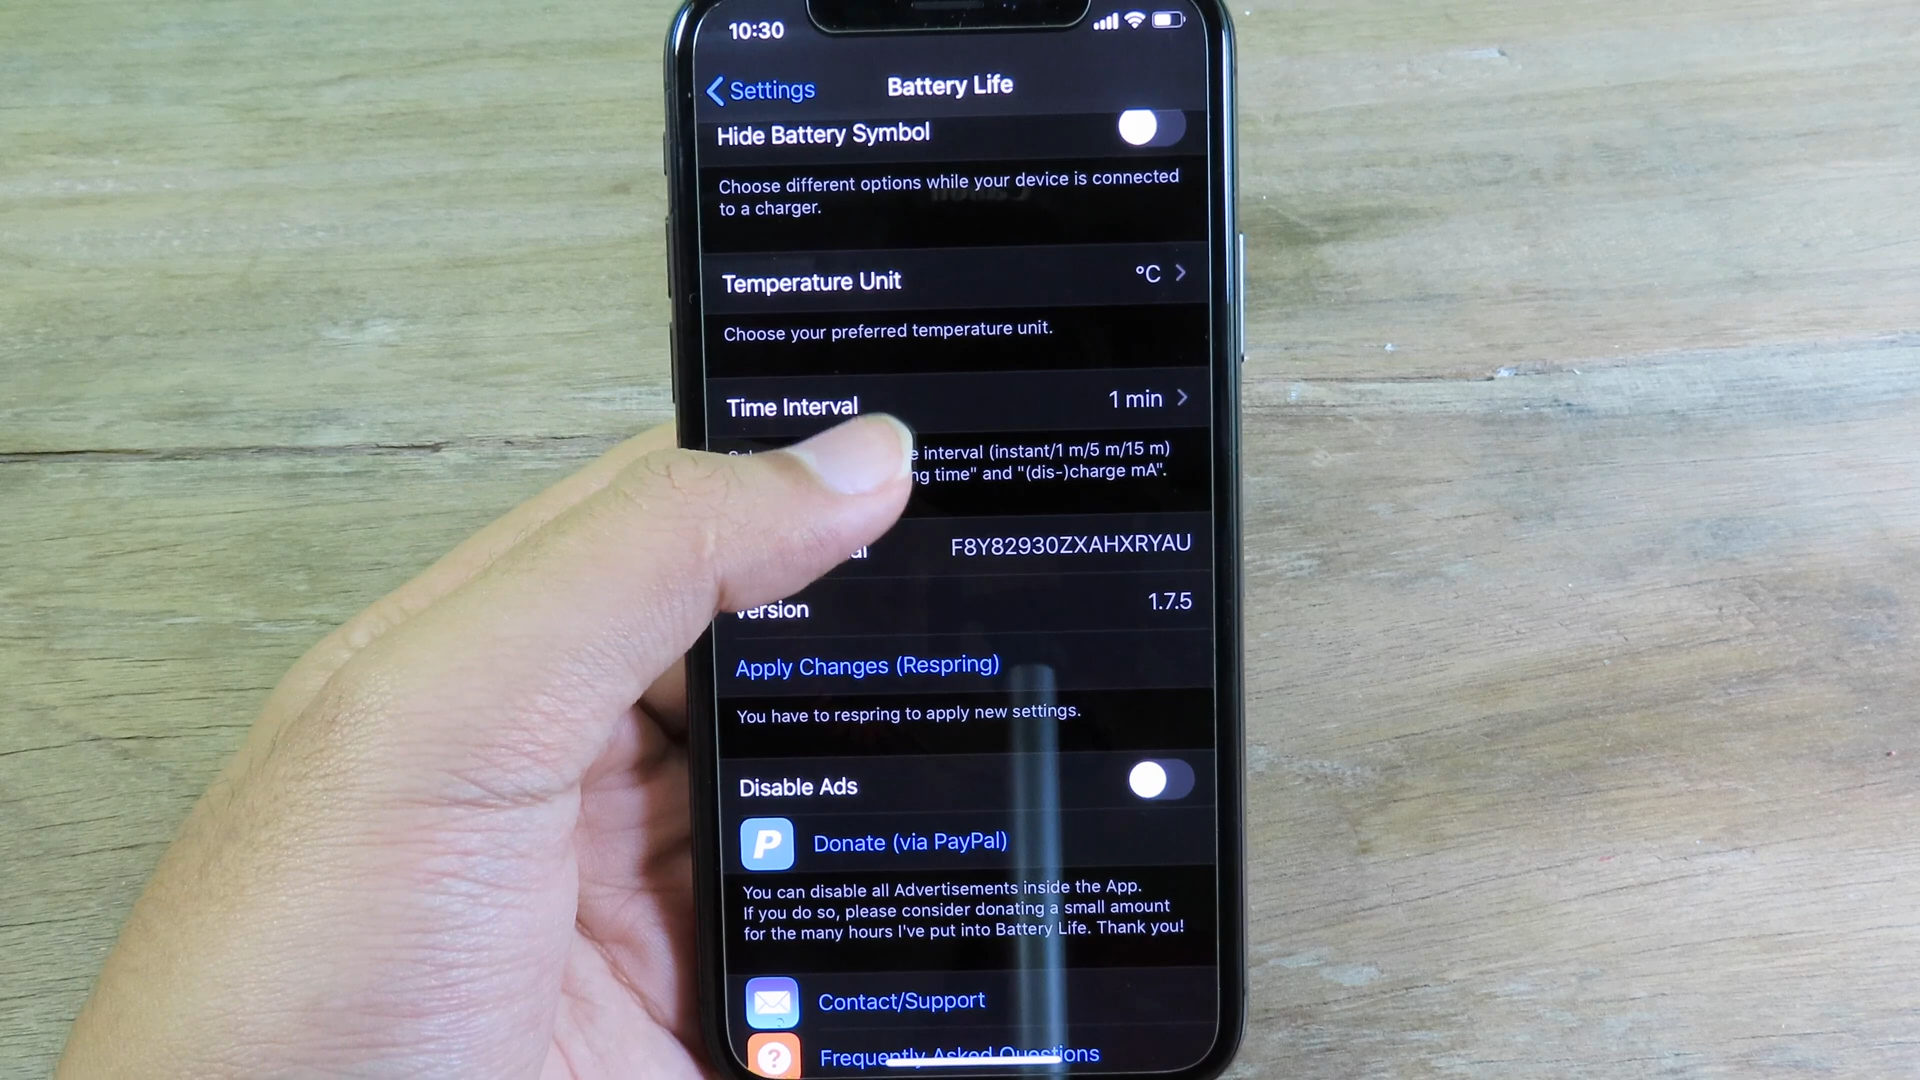 10:30
Settings
Battery Life
Hide Battery Symbol
Choose different options while your device is connected
to a charger.
Temperature Unit
°C
Choose your preferred temperature unit.
Time Interval
1 min
interval (instant/1 m/5 m/15 m)
time" and "(dis-)charge mA".
F8Y82930ZXAHXRYAU
Version
1.7.5
Apply Changes (Respring)
You have to respring to apply new settings.
Disable Ads
P
Donate (via PayPal)
You can disable all Advertisements inside the App.
If you do so, please consider donating a small amount
for the many hours I've put into Battery Life. Thank you!
Contact/Support
?
Frequently Asked Questions